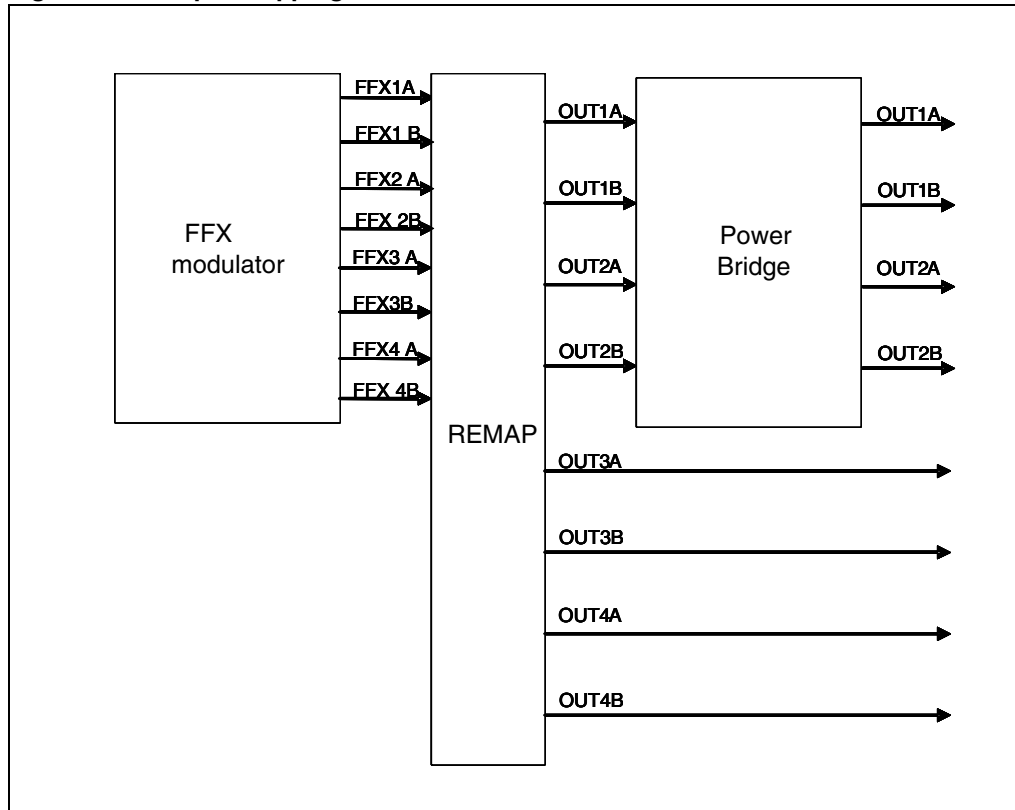 FFX
modulator
FFX1A
FFX1 B
FFX2 A
FFX 2B
FFX3 A
FFX3B
FFX4 A
FFX 4B
REMAP
OUT1A
OUT1B
OUT2A
OUT2B
OUT3A
OUT3B
OUT4A
OUT4B
Power
Bridge
OUT1A
OUT1B
OUT2A
OUT2B